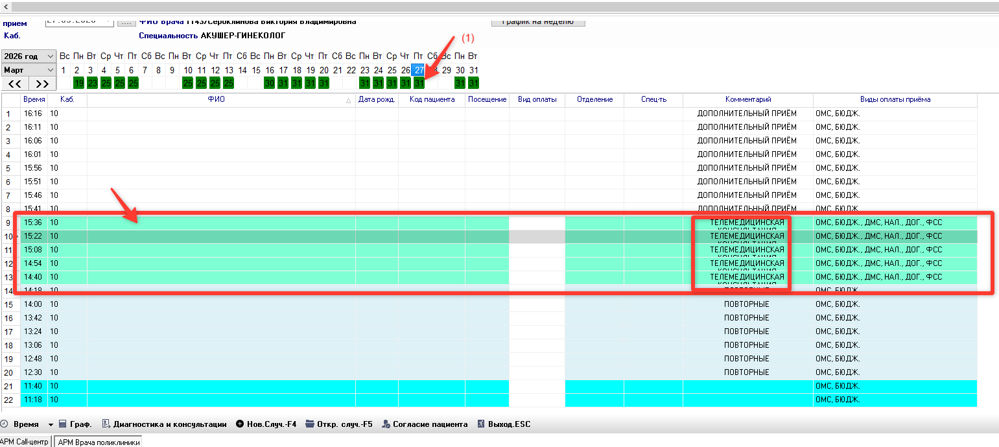 прием 27.03.2026 .... ФИО Врача 1143/Сероклинова Виктория Владимировна График на неделю
Каб. Специальность АКУШЕР-ГИНЕКОЛОГ
(1)
2026 год Вс Пн Вт Ср Чт Пт Сб Вс Пн Вт Ср Чт Пт Сб Вс Пн Вт Ср Чт Пт Сб Вс Пн Вт Ср Чт Пт Сб Вс Пн Вт
Март 1 2 3 4 5 6 7 8 9 10 11 12 13 14 15 16 17 18 19 20 21 22 23 24 25 26 27 28 29 30 31
<< >> 19 23 25 25 25 25 25 25 25 30 31 31 31 31 31 31 31 31 31 31 31
Время Каб. ФИО Дата рожд. Код пациента Посещение Вид оплаты Отделение Спец-ть Комментарий Виды оплаты приёма
1 16:16 10 ДОПОЛНИТЕЛЬНЫЙ ПРИЁМ ОМС, БЮДЖ.
2 16:11 10 ДОПОЛНИТЕЛЬНЫЙ ПРИЁМ ОМС, БЮДЖ.
3 16:06 10 ДОПОЛНИТЕЛЬНЫЙ ПРИЁМ ОМС, БЮДЖ.
4 16:01 10 ДОПОЛНИТЕЛЬНЫЙ ПРИЁМ ОМС, БЮДЖ.
5 15:56 10 ДОПОЛНИТЕЛЬНЫЙ ПРИЁМ ОМС, БЮДЖ.
6 15:51 10 ДОПОЛНИТЕЛЬНЫЙ ПРИЁМ ОМС, БЮДЖ.
7 15:46 10 ДОПОЛНИТЕЛЬНЫЙ ПРИЁМ ОМС, БЮДЖ.
8 15:41 10 ДОПОЛНИТЕЛЬНЫЙ ПРИЁМ ОМС, БЮДЖ.
9 15:36 10 ТЕЛЕМЕДИЦИНСКАЯ КОНСУЛЬТАЦИЯ ОМС, БЮДЖ., ДМС, НАЛ., ДОГ., ФСС
10 15:22 10 ТЕЛЕМЕДИЦИНСКАЯ КОНСУЛЬТАЦИЯ ОМС, БЮДЖ., ДМС, НАЛ., ДОГ., ФСС
11 15:08 10 ТЕЛЕМЕДИЦИНСКАЯ КОНСУЛЬТАЦИЯ ОМС, БЮДЖ., ДМС, НАЛ., ДОГ., ФСС
12 14:54 10 ТЕЛЕМЕДИЦИНСКАЯ КОНСУЛЬТАЦИЯ ОМС, БЮДЖ., ДМС, НАЛ., ДОГ., ФСС
13 14:40 10 ТЕЛЕМЕДИЦИНСКАЯ КОНСУЛЬТАЦИЯ ОМС, БЮДЖ., ДМС, НАЛ., ДОГ., ФСС
14 14:18 10 ПОВТОРНЫЕ ОМС, БЮДЖ.
15 14:00 10 ПОВТОРНЫЕ ОМС, БЮДЖ.
16 13:42 10 ПОВТОРНЫЕ ОМС, БЮДЖ.
17 13:24 10 ПОВТОРНЫЕ ОМС, БЮДЖ.
18 13:06 10 ПОВТОРНЫЕ ОМС, БЮДЖ.
19 12:48 10 ПОВТОРНЫЕ ОМС, БЮДЖ.
20 12:30 10 ПОВТОРНЫЕ ОМС, БЮДЖ.
21 11:40 10 ОМС, БЮДЖ.
22 11:18 10 ОМС, БЮДЖ.
Время Граф. Диагностика и консультации Нов.Случ.-F4 Откр. случ.-F5 Согласие пациента Выход.ESC
АРМ Call-центр АРМ Врача поликлиники